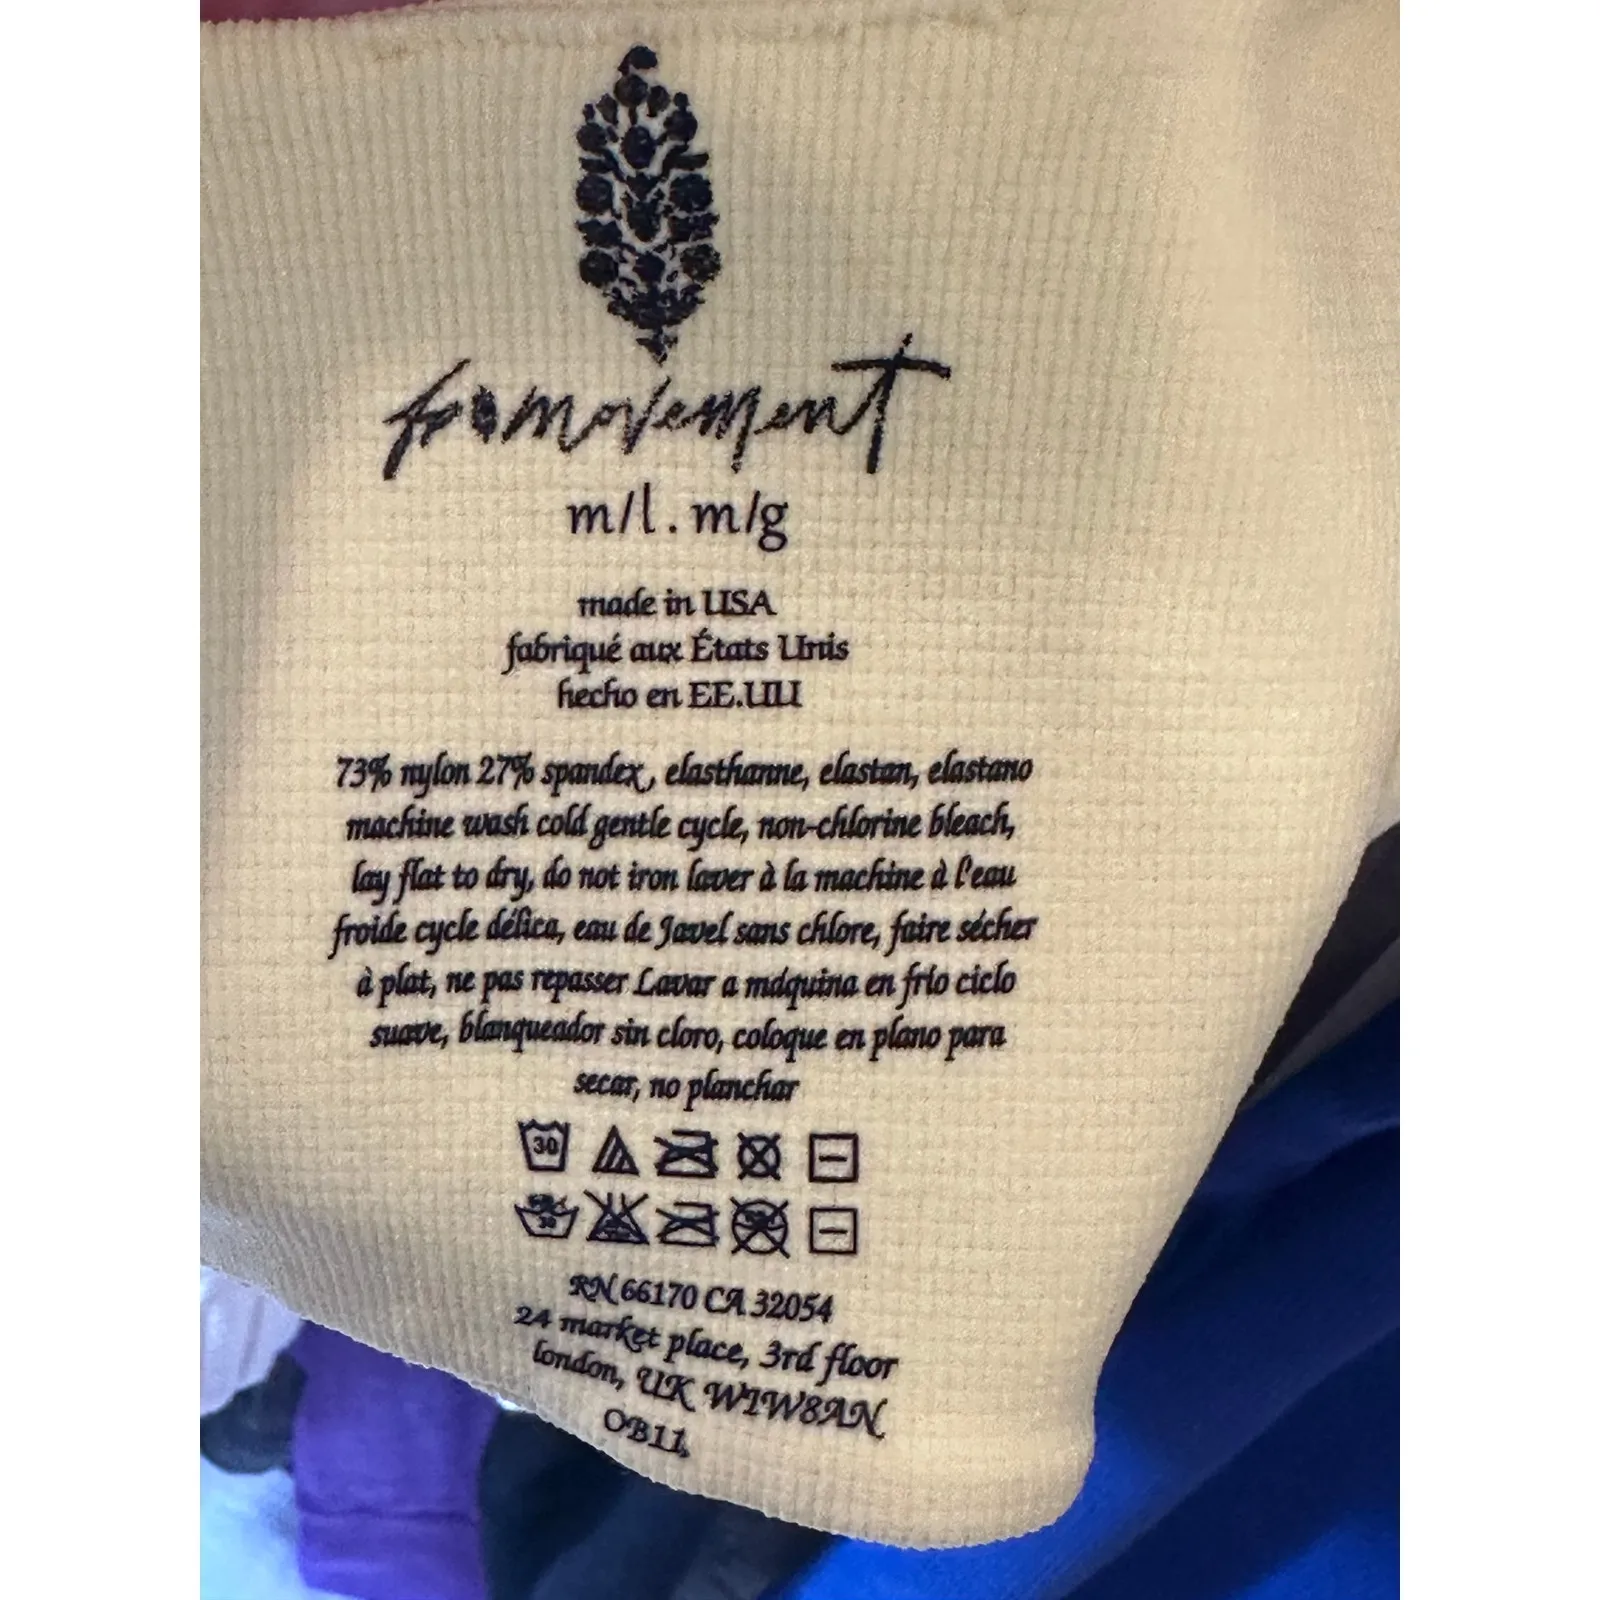 fp movement
m/l . m/g
made in USA
fabriqué aux États Unis
hecho en EE.UU
73% nylon 27% spandex, elasthanne, elastan, elastano
machine wash cold gentle cycle, non-chlorine bleach,
lay flat to dry, do not iron laver à la machine à l'eau
froide cycle délica, eau de Javel sans chlore, faire sécher
à plat, ne pas repasser Lavar a máquina en frío ciclo
suave, blanqueador sin cloro, coloque en plano para
secar, no planchar
30
30
RN 66170 CA 32054
24 market place, 3rd floor
london, UK W1W8AN
OB11,